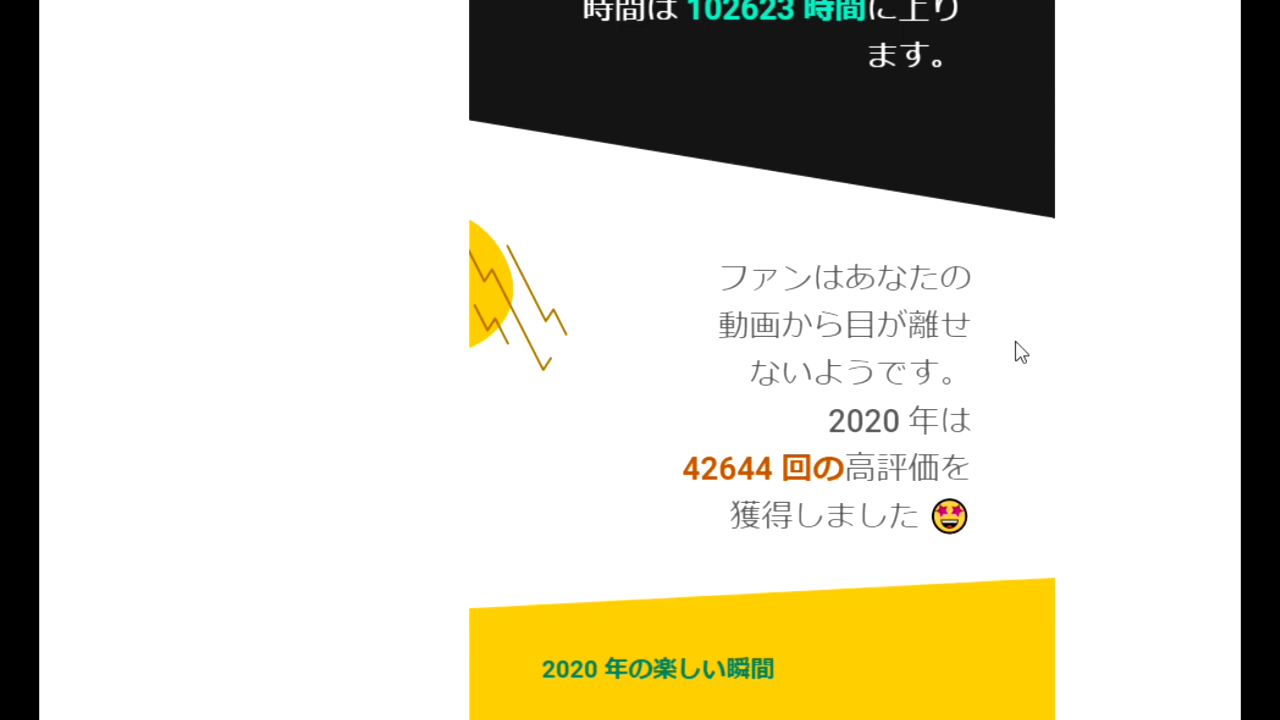 時間は 102623 時間に上り
ます。
ファンはあなたの
動画から目が離せ
ないようです。
2020 年は
42644 回の高評価を
獲得しました 🤩
2020 年の楽しい瞬間